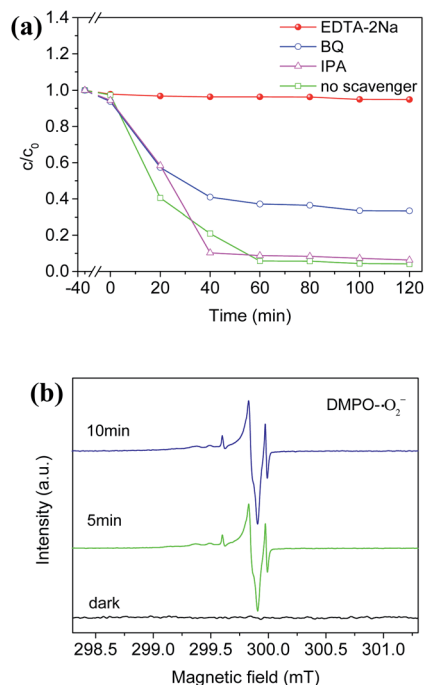 (a)
EDTA-2Na
BQ
IPA
no scavenger
1.4
1.2
1.0
0.8
0.6
0.4
0.2
0.0
c/c0
-40 0 20 40 60 80 100 120
Time (min)
(b)
DMPO-·O2−
10min
5min
dark
Intensity (a.u.)
298.5 299.0 299.5 300.0 300.5 301.0
Magnetic field (mT)